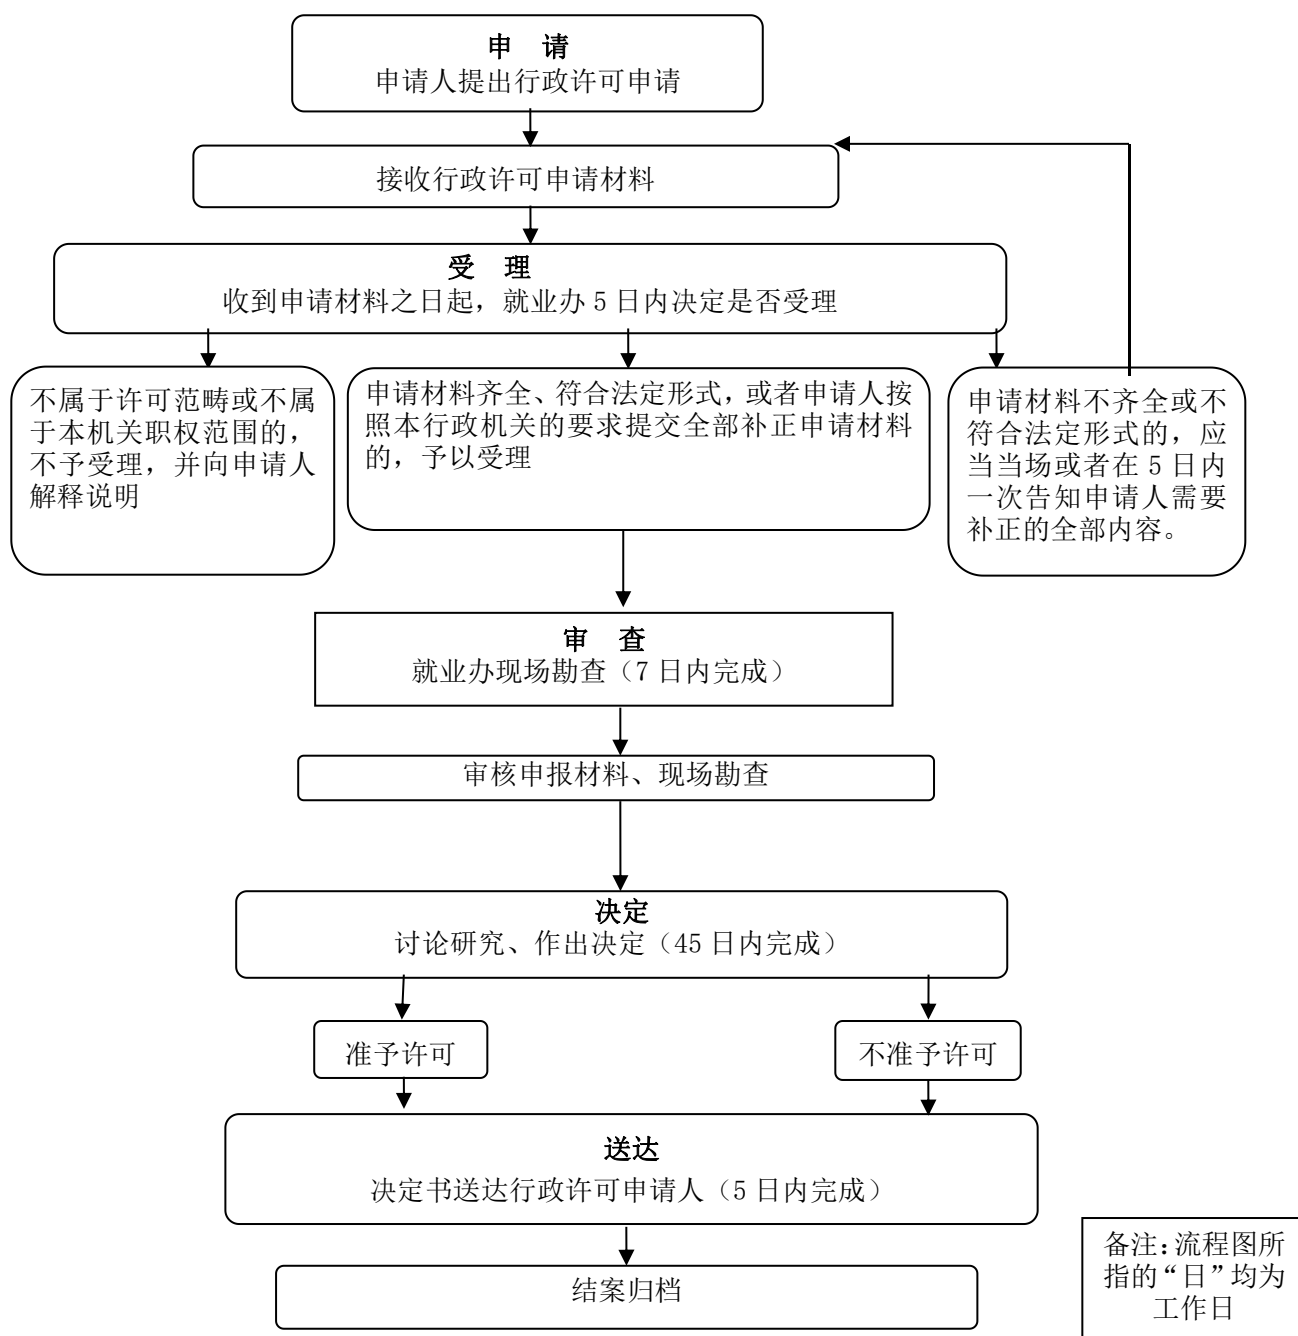 申　请
申请人提出行政许可申请
接收行政许可申请材料
受　理
收到申请材料之日起，就业办 5 日内决定是否受理
不属于许可范畴或不属
于本机关职权范围的，
不予受理，并向申请人
解释说明
申请材料齐全、符合法定形式，或者申请人按
照本行政机关的要求提交全部补正申请材料
的，予以受理
申请材料不齐全或不
符合法定形式的，应
当当场或者在 5 日内
一次告知申请人需要
补正的全部内容。
审　查
就业办现场勘查（7 日内完成）
审核申报材料、现场勘查
决定
讨论研究、作出决定（45 日内完成）
准予许可
不准予许可
送达
决定书送达行政许可申请人（5 日内完成）
结案归档
备注：流程图所
指的“日”均为
工作日